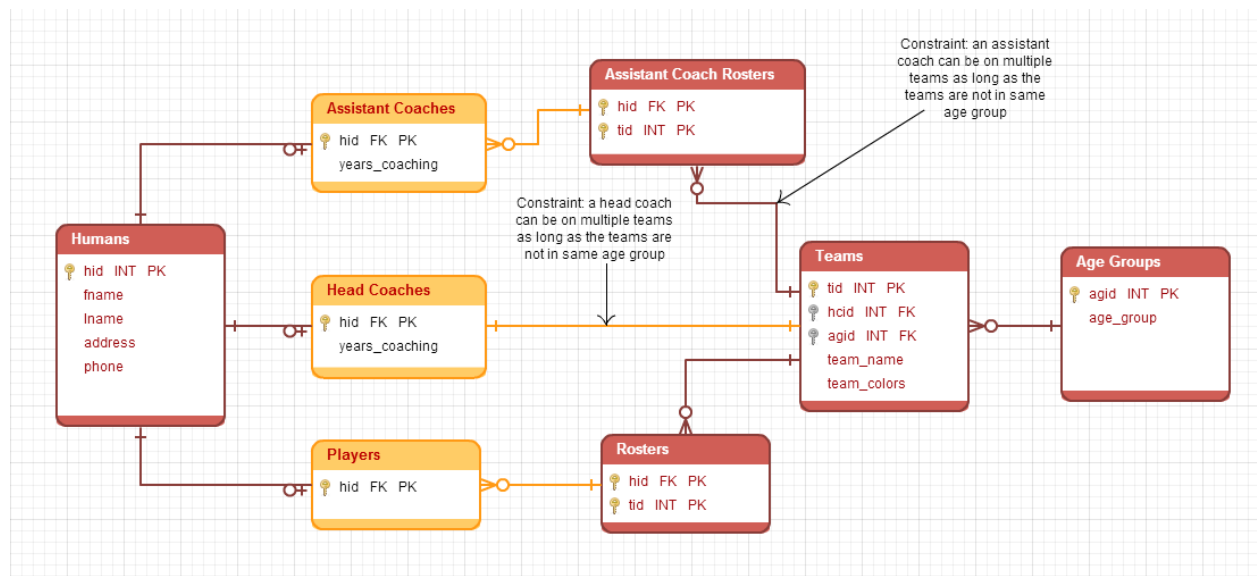 Constraint: an assistant
coach can be on multiple
teams as long as the
teams are not in same
age group
Assistant Coach Rosters
hid FK PK
tid INT PK
Assistant Coaches
hid FK PK
years_coaching
Constraint: a head coach
can be on multiple teams
as long as the teams are
not in same age group
Humans
hid INT PK
fname
lname
address
phone
Head Coaches
hid FK PK
years_coaching
Teams
tid INT PK
hcid INT FK
agid INT FK
team_name
team_colors
Age Groups
agid INT PK
age_group
Players
hid FK PK
Rosters
hid FK PK
tid INT PK